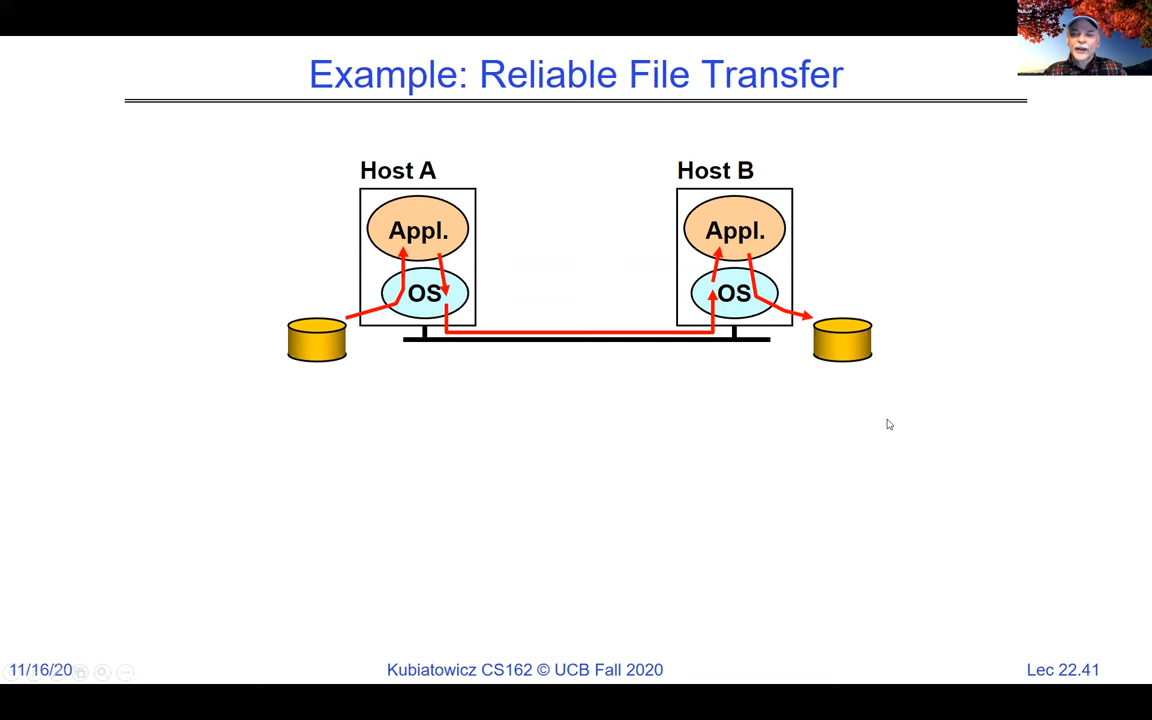 Example: Reliable File Transfer
Host A
Host B
Appl.
Appl.
OS
OS
11/16/20
Kubiatowicz CS162 © UCB Fall 2020
Lec 22.41